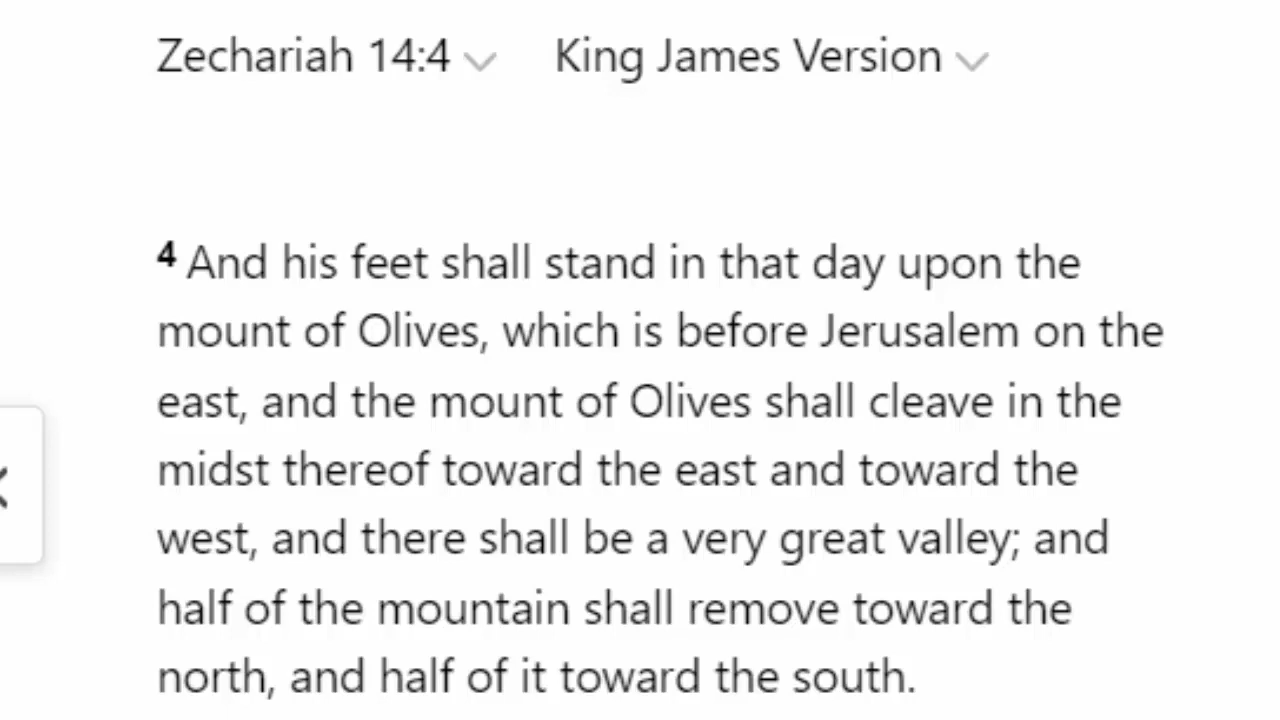 Zechariah 14:4 King James Version
4 And his feet shall stand in that day upon the
mount of Olives, which is before Jerusalem on the
east, and the mount of Olives shall cleave in the
midst thereof toward the east and toward the
west, and there shall be a very great valley; and
half of the mountain shall remove toward the
north, and half of it toward the south.